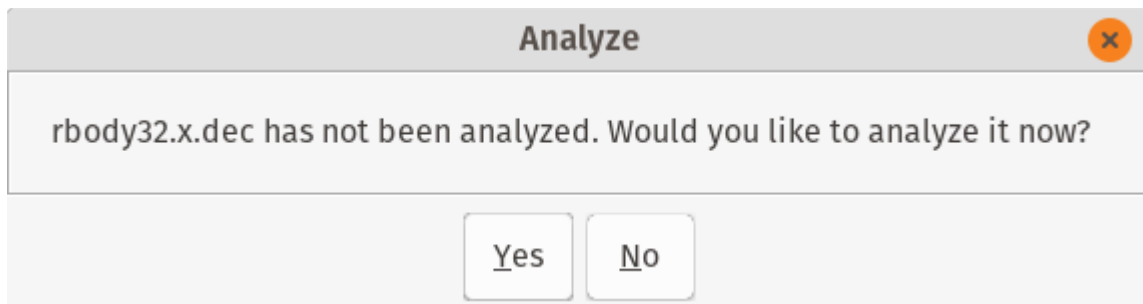 Analyze
rbody32.x.dec has not been analyzed. Would you like to analyze it now?
Yes
No